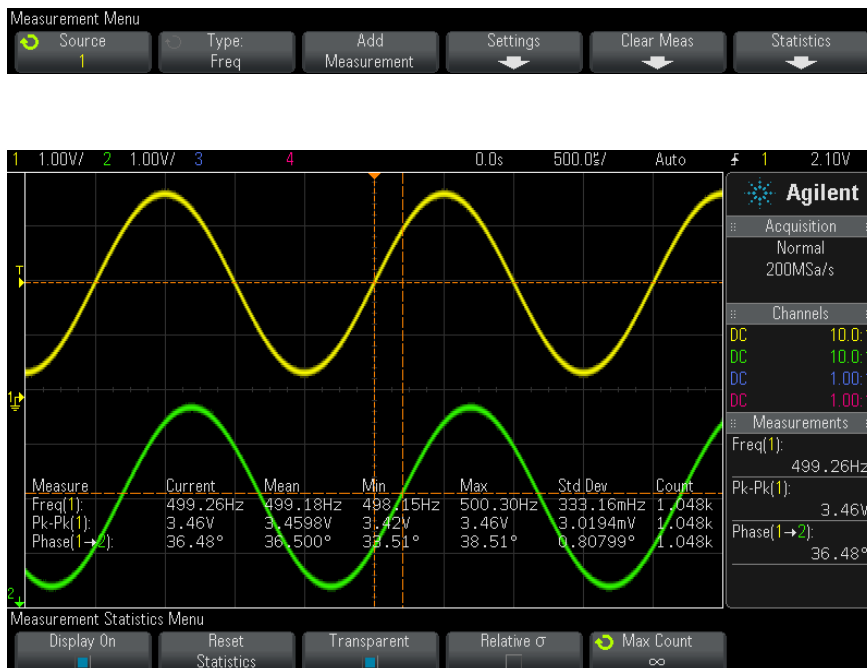 Measurement Menu
Source Type: Add Settings Clear Meas Statistics
1 Freq Measurement
1 1.00V/ 2 1.00V/ 3 4 0.0s 500.0㎲/ Auto 1 2.10V
Agilent
Acquisition
Normal
200MSa/s
T
Channels
DC 10.0:
DC 10.0:
DC 1.00:
DC 1.00:
1
Measurements
Freq(1):
499.26Hz
Pk-Pk(1):
3.46V
Phase(1→2):
36.48°
Measure Current Mean Min Max Std Dev Count
Freq(1): 499.26Hz 499.18Hz 498.15Hz 500.30Hz 333.16mHz 1.048k
Pk-Pk(1): 3.46V 3.4598V 3.42V 3.46V 3.0194mV 1.048k
Phase(1→2): 36.48° 36.500° 33.51° 38.51° 0.80799° 1.048k
2
Measurement Statistics Menu
Display On Reset Transparent Relative σ Max Count
Statistics ∞